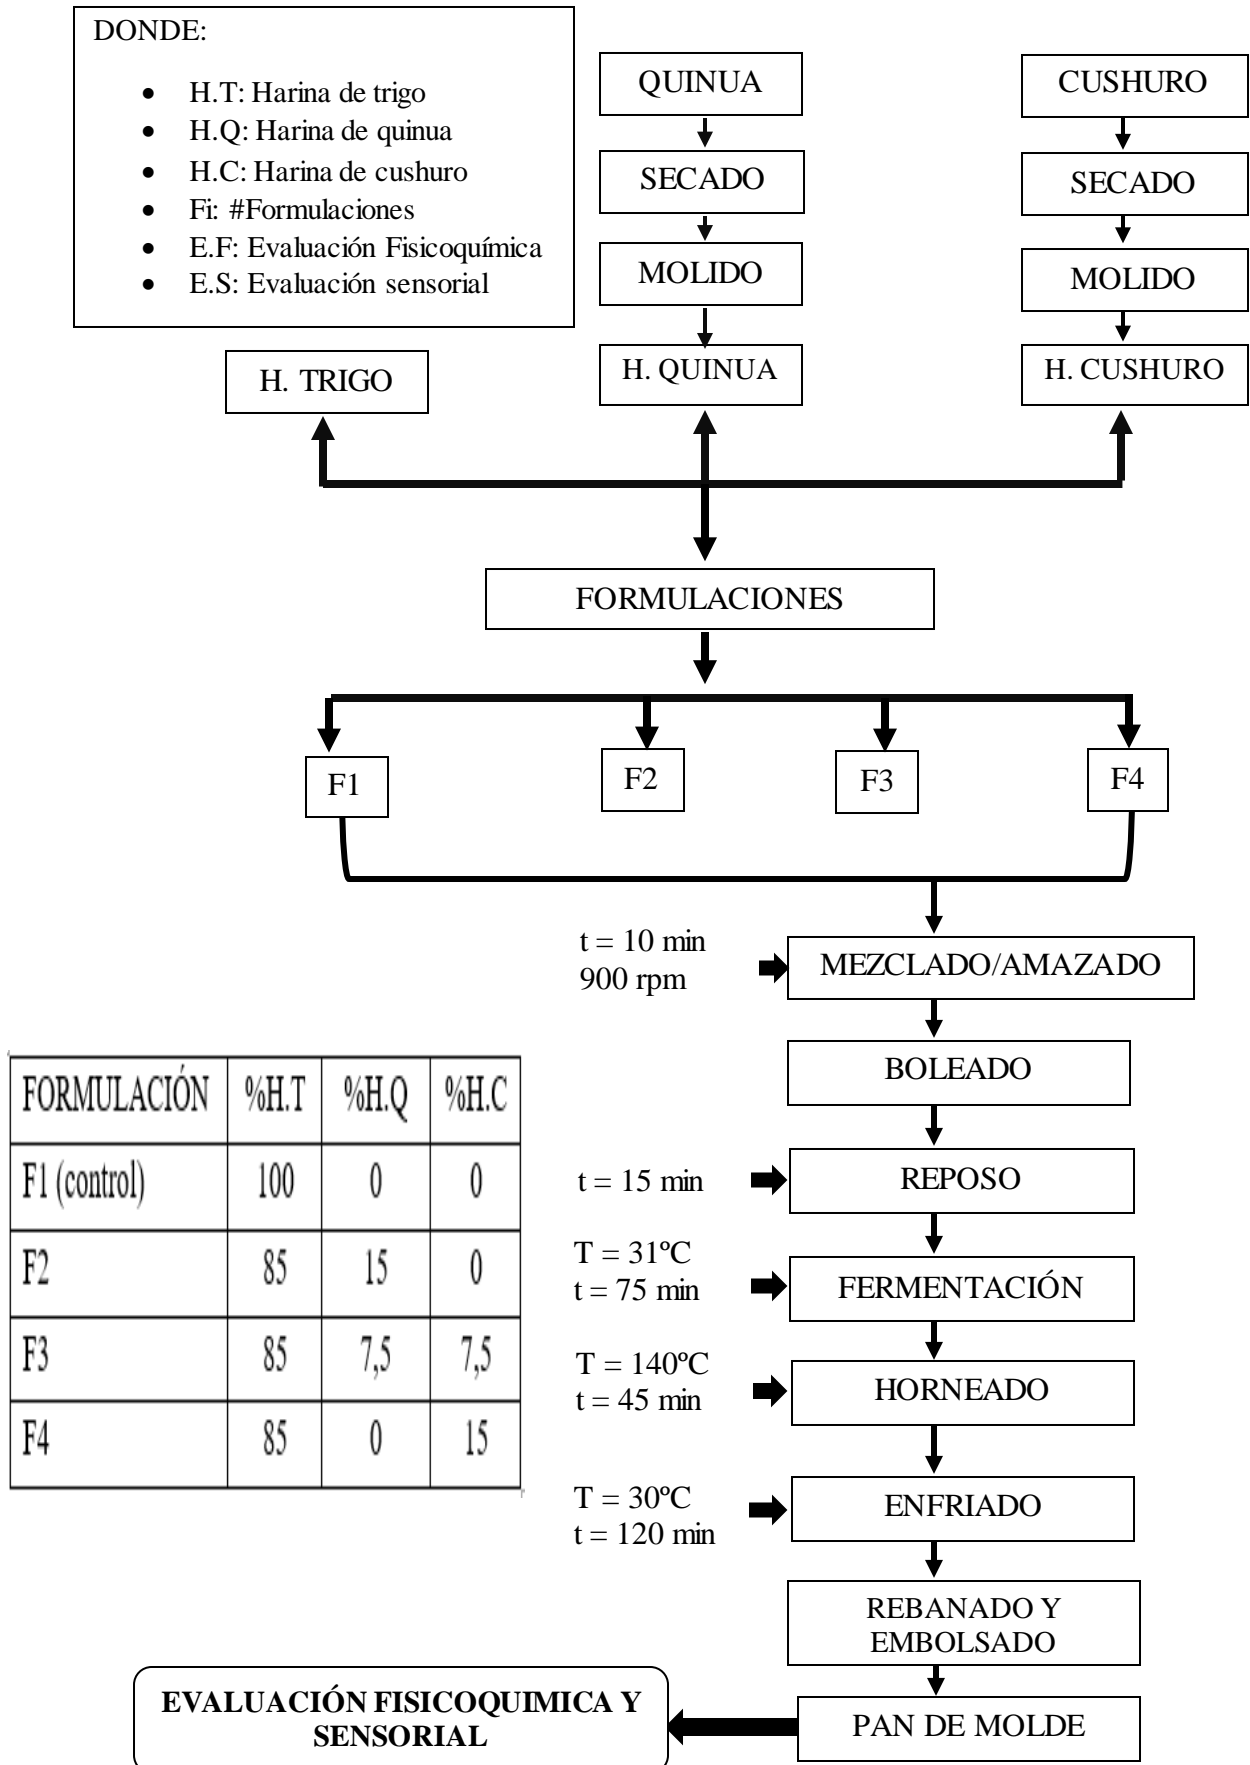 DONDE:
• H.T: Harina de trigo
• H.Q: Harina de quinua
• H.C: Harina de cushuro
• Fi: #Formulaciones
• E.F: Evaluación Fisicoquímica
• E.S: Evaluación sensorial
QUINUA
CUSHURO
SECADO
SECADO
MOLIDO
MOLIDO
H. TRIGO
H. QUINUA
H. CUSHURO
FORMULACIONES
F1
F2
F3
F4
t = 10 min
900 rpm
MEZCLADO/AMAZADO
BOLEADO
t = 15 min
REPOSO
T = 31ºC
t = 75 min
FERMENTACIÓN
T = 140ºC
t = 45 min
HORNEADO
T = 30ºC
t = 120 min
ENFRIADO
REBANADO Y
EMBOLSADO
PAN DE MOLDE
EVALUACIÓN FISICOQUIMICA Y
SENSORIAL
FORMULACIÓN %H.T %H.Q %H.C
F1 (control) 100 0 0
F2 85 15 0
F3 85 7,5 7,5
F4 85 0 15